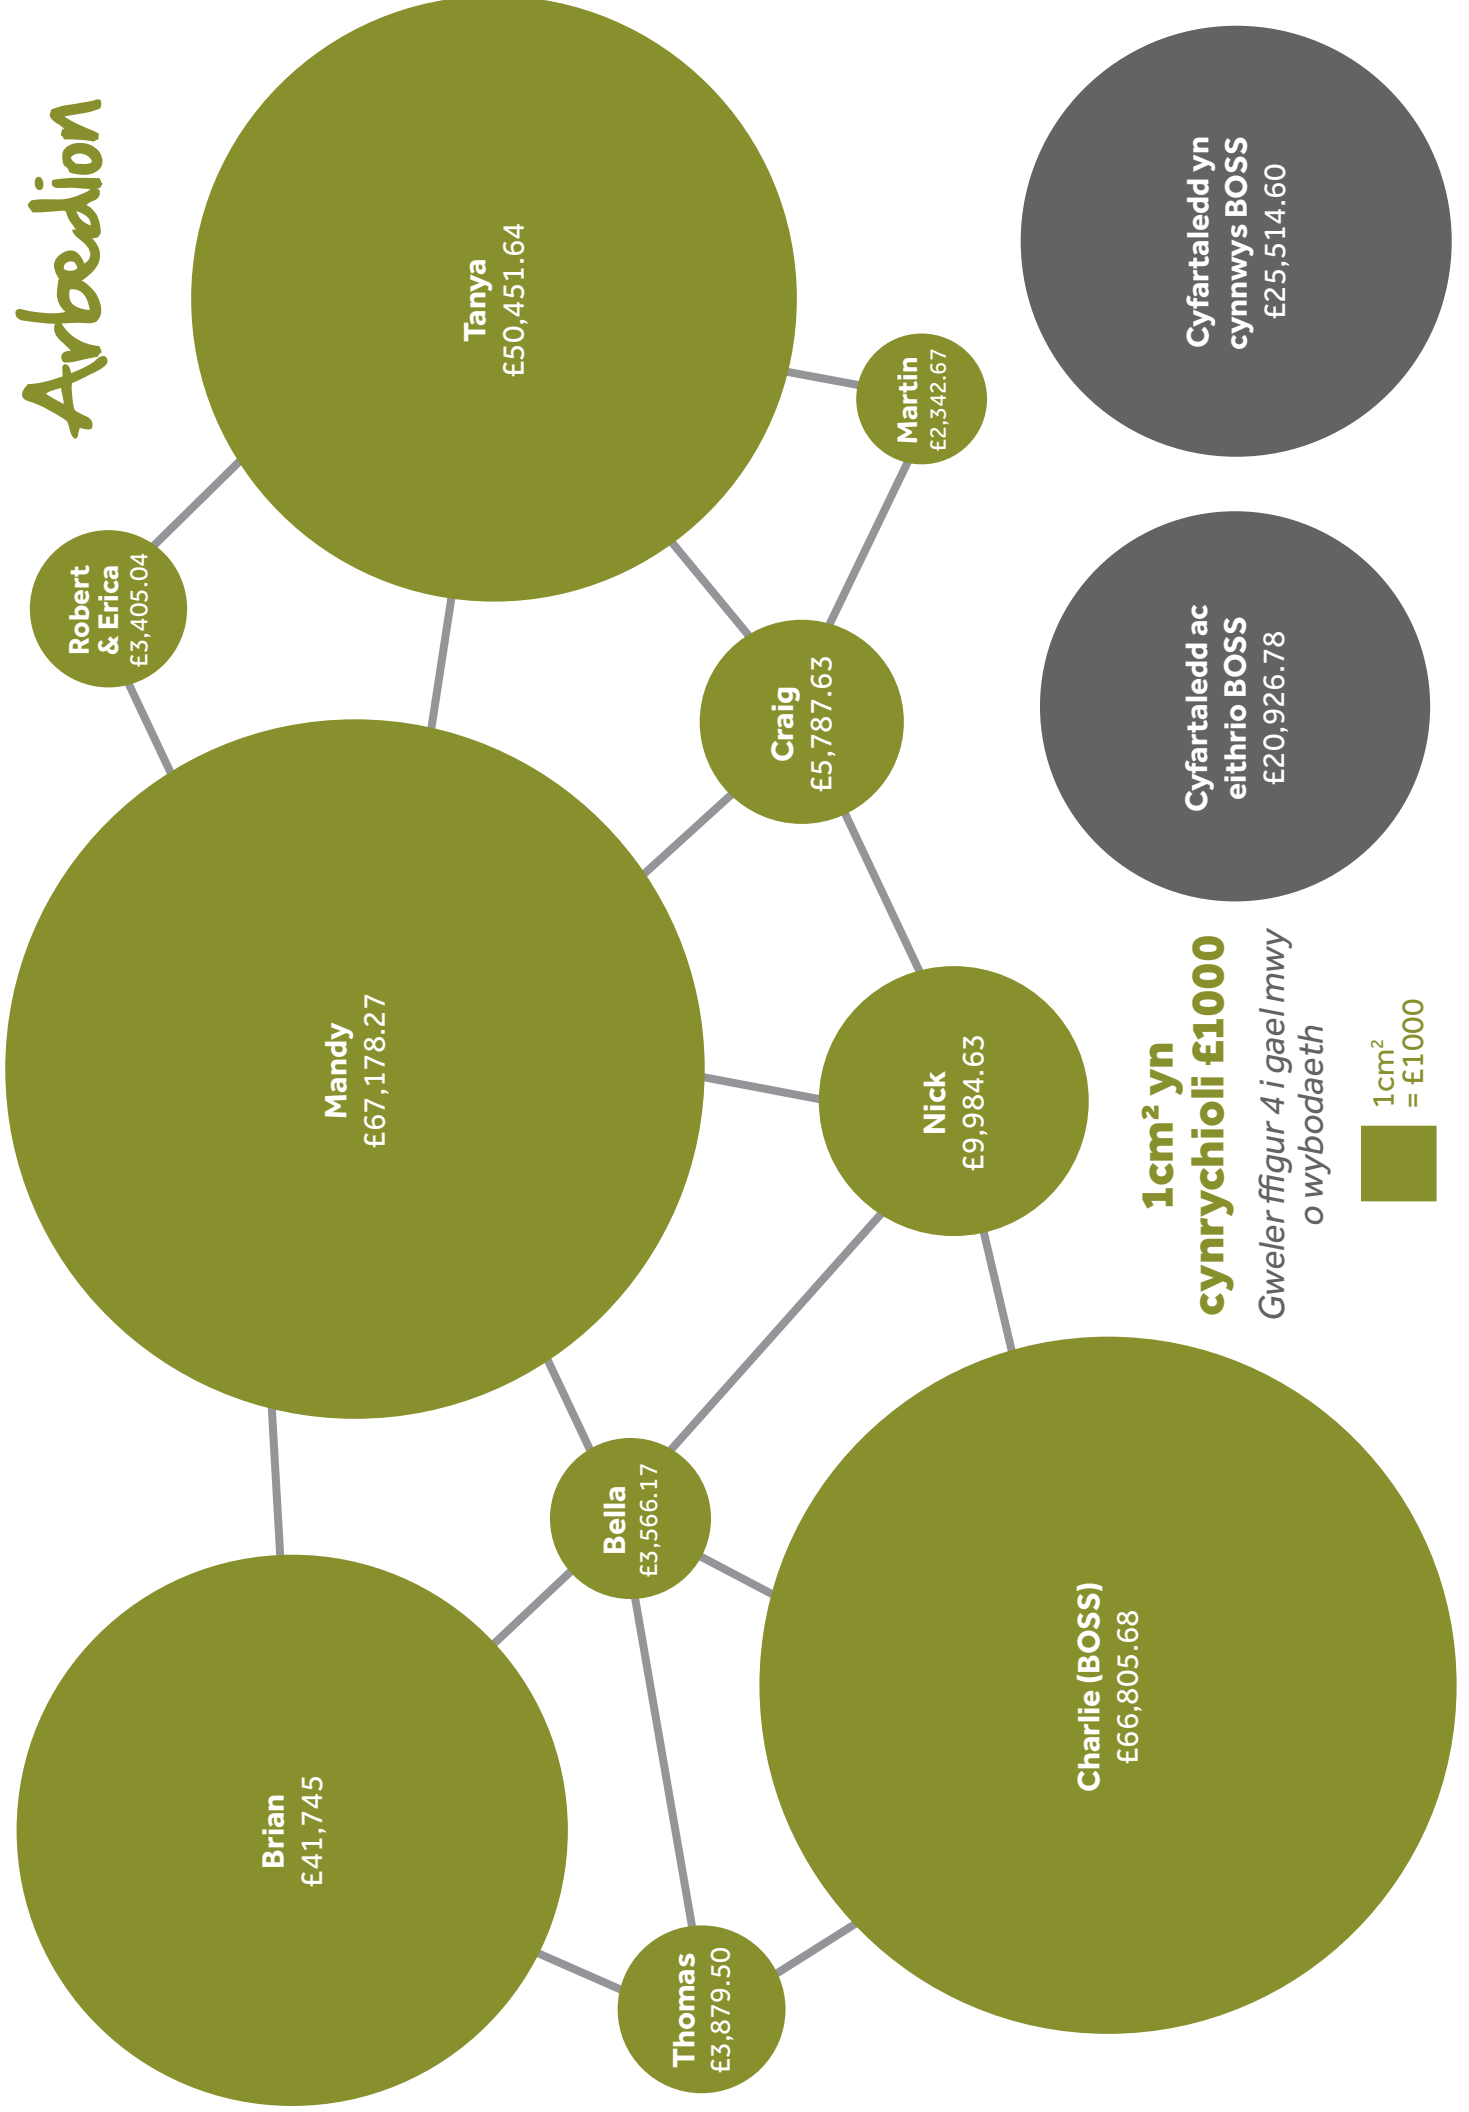 Arbedion
Brian
£41,745
Mandy
£67,178.27
Robert
& Erica
£3,405.04
Tanya
£50,451.64
Thomas
£3,879.50
Bella
£3,566.17
Craig
£5,787.63
Martin
£2,342.67
Nick
£9,984.63
Charlie (BOSS)
£66,805.68
1cm² yn
cynrychioli £1000
Gweler ffigur 4 i gael mwy
o wybodaeth
1cm²
= £1000
Cyfartaledd ac
eithrio BOSS
£20,926.78
Cyfartaledd yn
cynnwys BOSS
£25,514.60